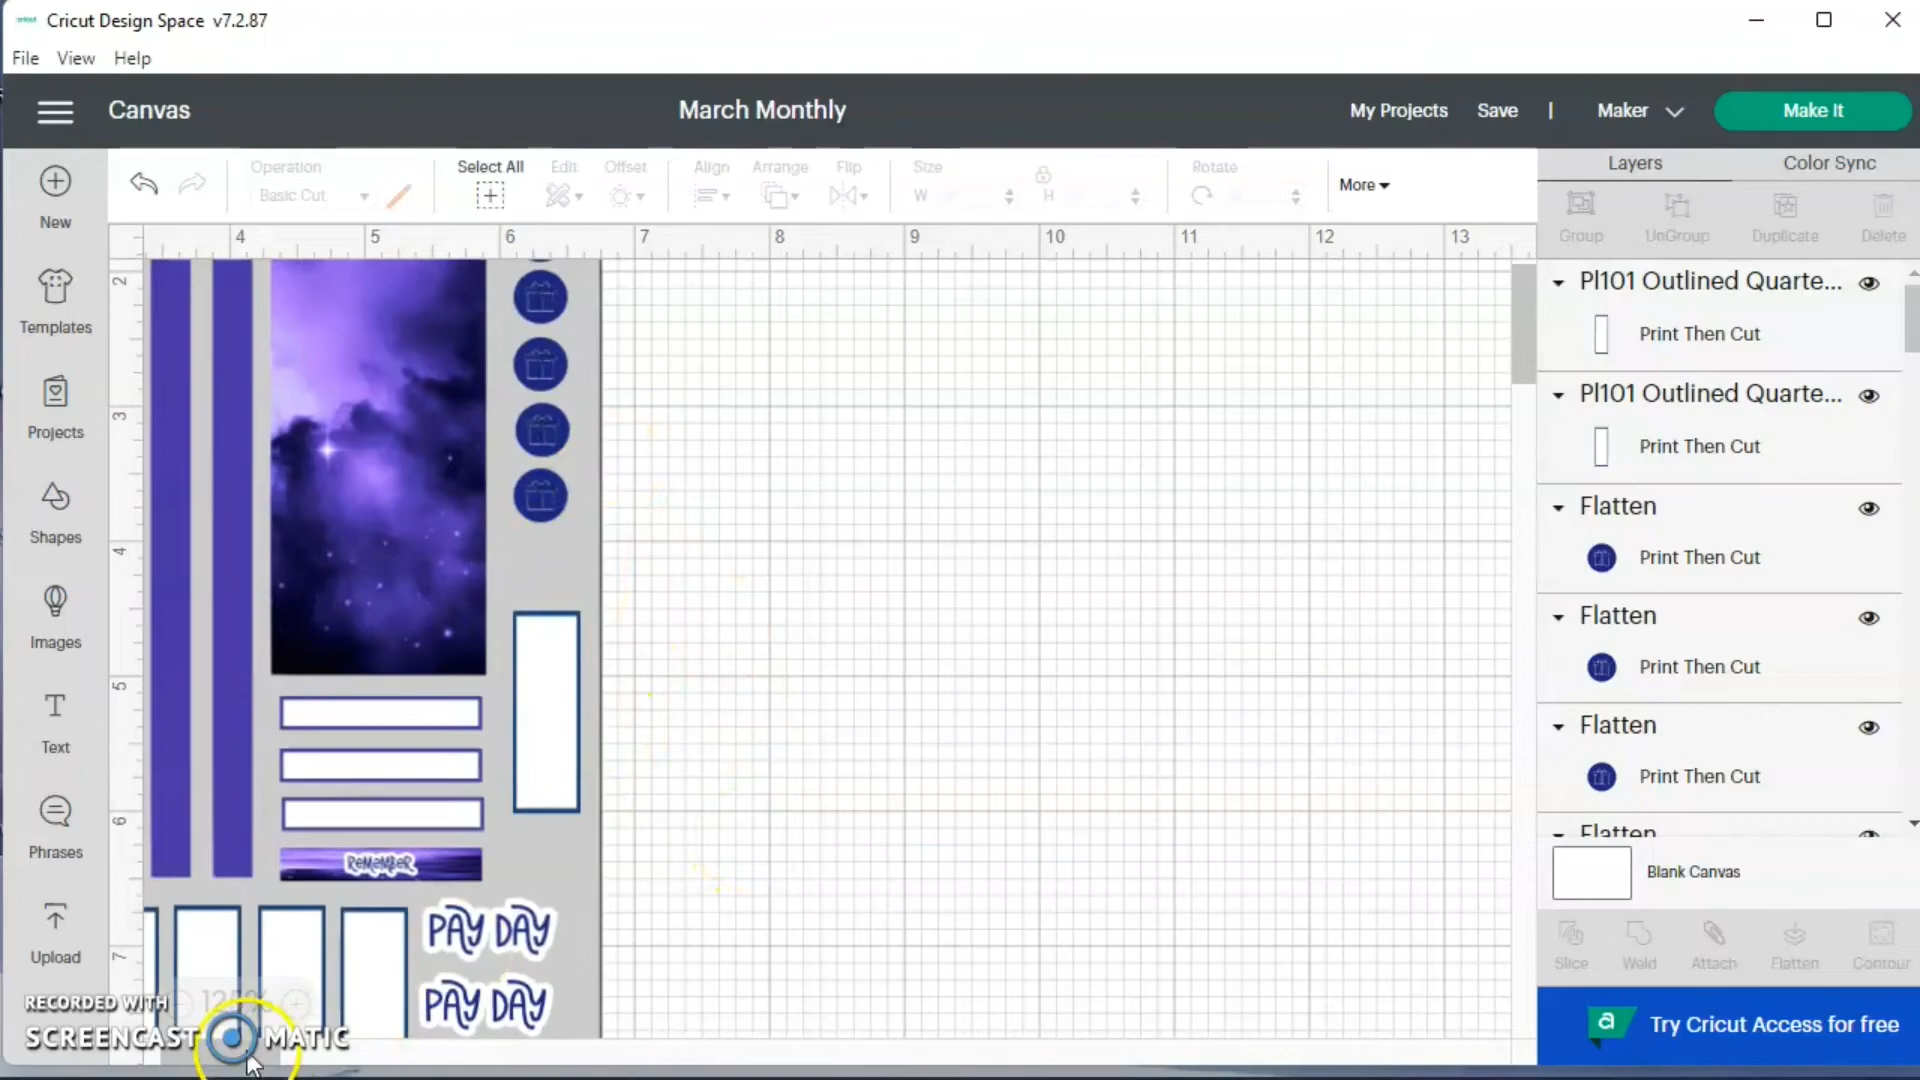 cricut Cricut Design Space v7.2.87
File View Help
Canvas March Monthly My Projects Save | Maker Make It
Operation Select All Edit Offset Align Arrange Flip Size Rotate More
Basic Cut W H
Layers Color Sync
Group UnGroup Duplicate Delete
New
Templates
Projects
Shapes
Images
Text
Phrases
Upload
4 5 6 7 8 9 10 11 12 13
2
3
4
5
6
7
Remember
PAY DAY
PAY DAY
Pl101 Outlined Quarte...
Print Then Cut
Pl101 Outlined Quarte...
Print Then Cut
Flatten
Print Then Cut
Flatten
Print Then Cut
Flatten
Print Then Cut
Flatten
Blank Canvas
Slice Weld Attach Flatten Contour
a Try Cricut Access for free
125%
RECORDED WITH
SCREENCAST MATIC